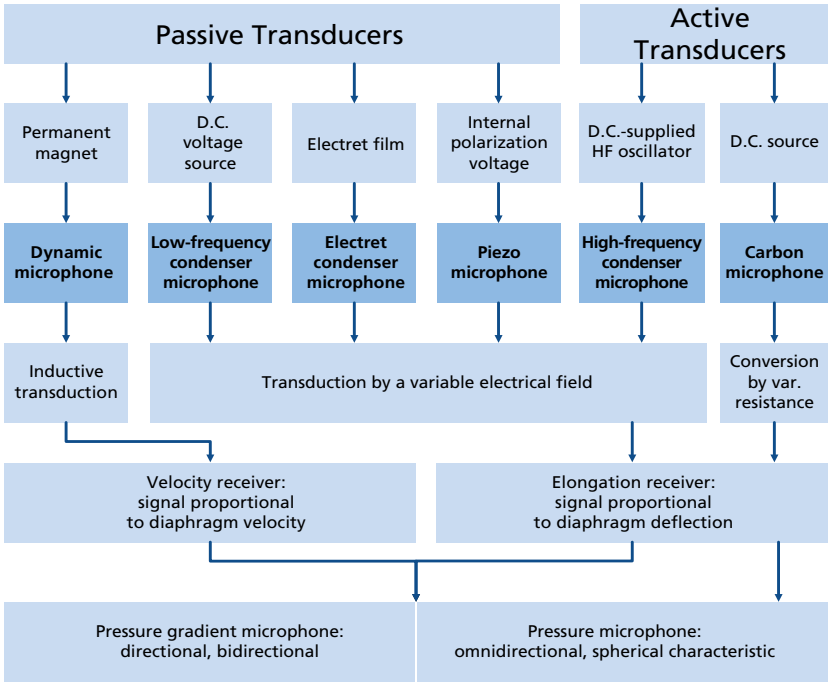 Passive Transducers
Active
Transducers
Permanent
magnet
D.C.
voltage
source
Electret film
Internal
polarization
voltage
D.C.-supplied
HF oscillator
D.C. source
Dynamic
microphone
Low-frequency
condenser
microphone
Electret
condenser
microphone
Piezo
microphone
High-frequency
condenser
microphone
Carbon
microphone
Inductive
transduction
Transduction by a variable electrical field
Conversion
by var.
resistance
Velocity receiver:
signal proportional
to diaphragm velocity
Elongation receiver:
signal proportional
to diaphragm deflection
Pressure gradient microphone:
directional, bidirectional
Pressure microphone:
omnidirectional, spherical characteristic